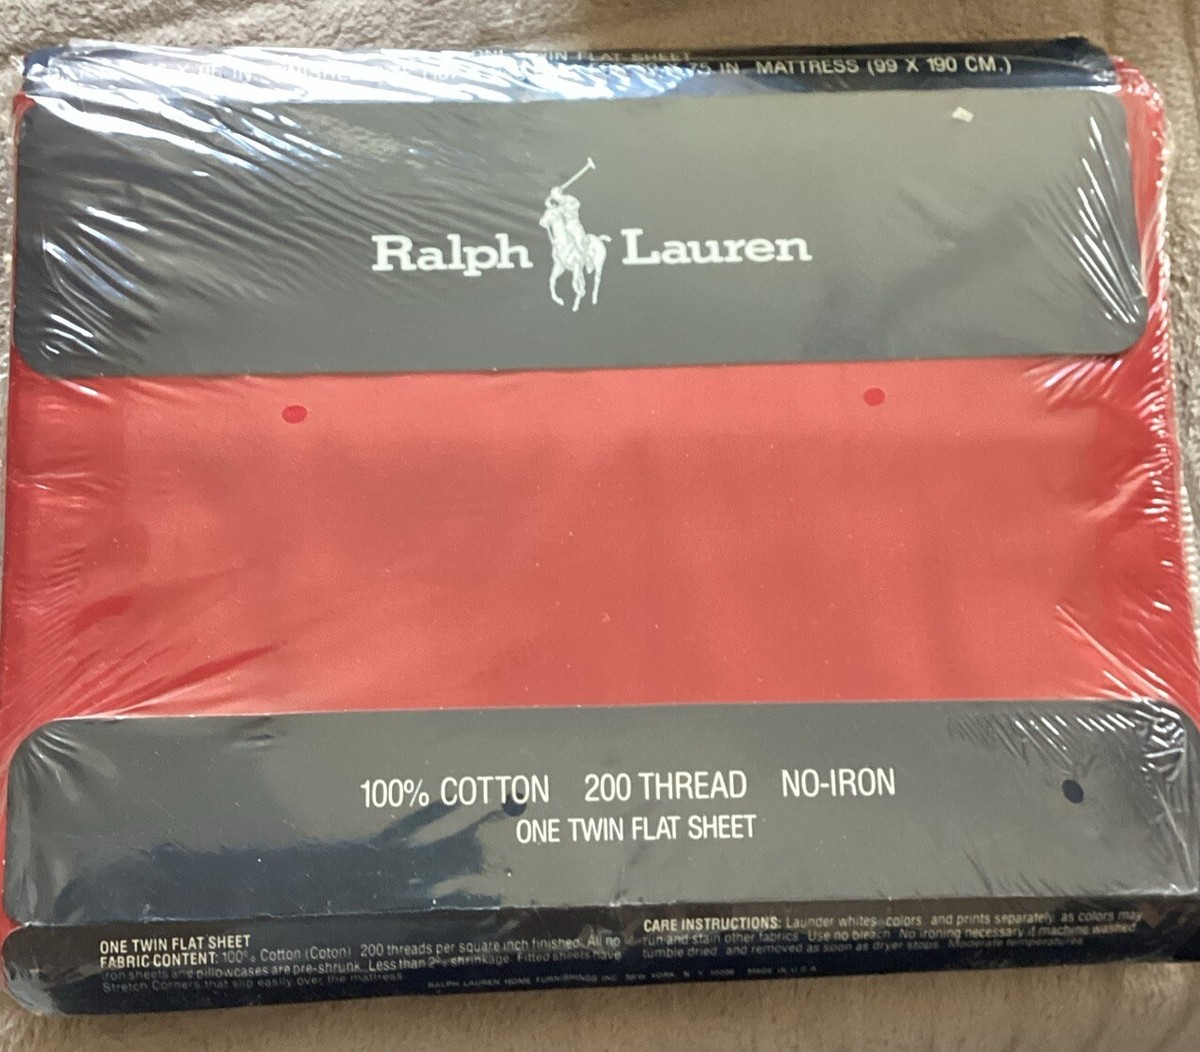 ONE TWIN FLAT SHEET
75 IN. MATTRESS (99 X 190 CM.)
Ralph Lauren
100% COTTON 200 THREAD NO-IRON
ONE TWIN FLAT SHEET
ONE TWIN FLAT SHEET
FABRIC CONTENT: 100% Cotton (Coton) 200 threads per square inch finished. All no
iron sheets and pillowcases are pre-shrunk. Less than 2% shrinkage. Fitted sheets have
Stretch Corners that slip easily over the mattress
CARE INSTRUCTIONS: Launder whites, colors, and prints separately, as colors may
run and stain other fabrics. Use no bleach. No ironing necessary if machine washed,
tumble dried, and removed as soon as dryer stops. Moderate temperatures
RALPH LAUREN HOME FURNISHINGS INC. NEW YORK, N.Y. MADE IN U.S.A.